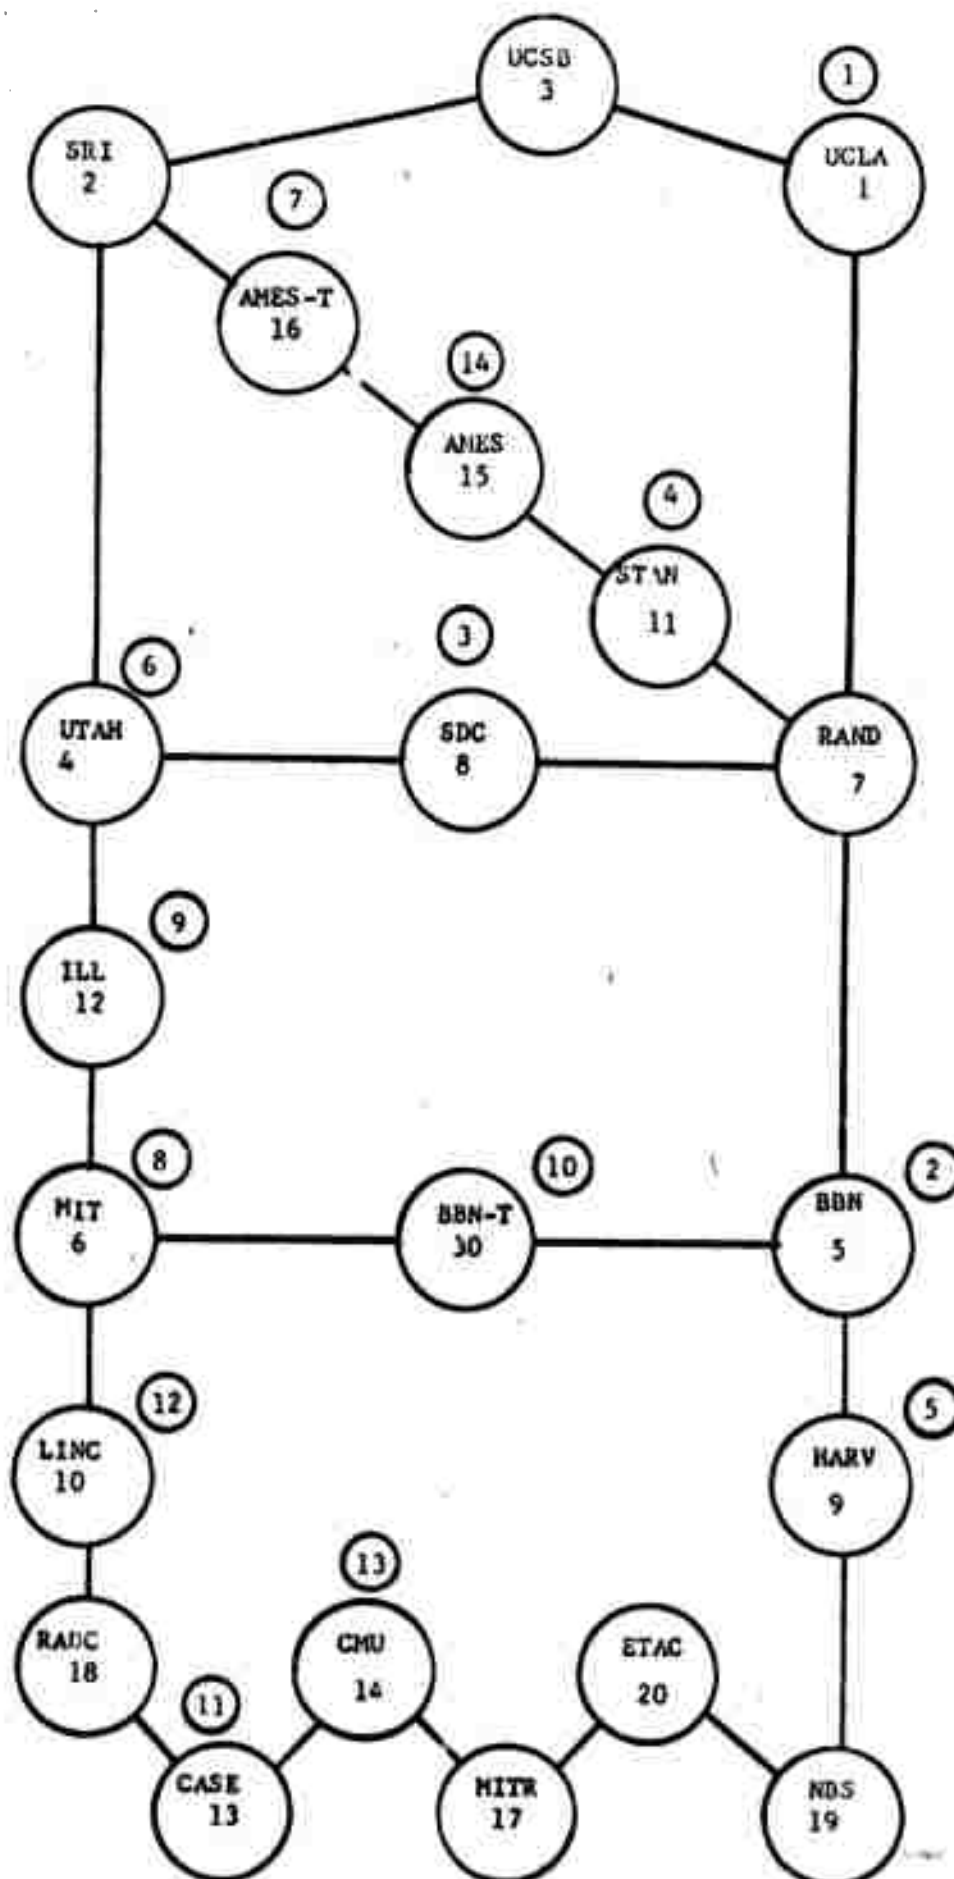 UCSB
3
1
UCLA
1
SRI
2
7
AMES-T
16
14
AMES
15
4
STAN
11
3
6
UTAH
4
SDC
8
RAND
7
9
ILL
12
8
MIT
6
10
BBN-T
30
2
BBN
5
12
LINC
10
5
HARV
9
13
CMU
14
ETAC
20
RADC
18
11
CASE
13
MITR
17
NBS
19